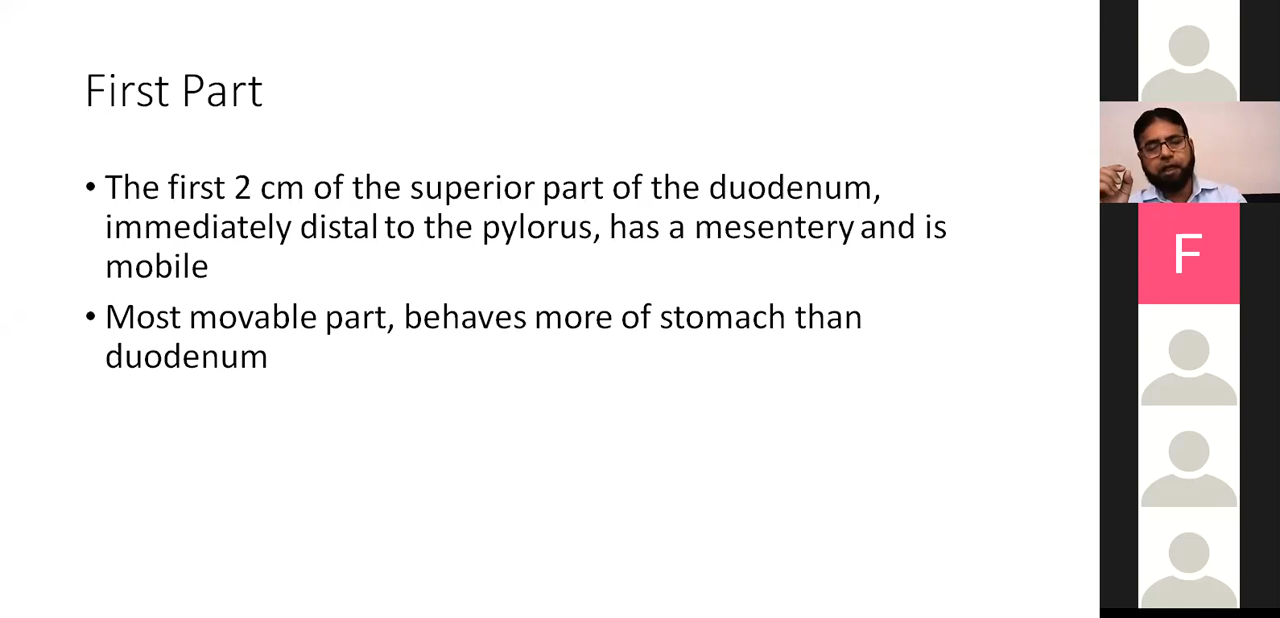 First Part
• The first 2 cm of the superior part of the duodenum,
immediately distal to the pylorus, has a mesentery and is
mobile
• Most movable part, behaves more of stomach than
duodenum
F